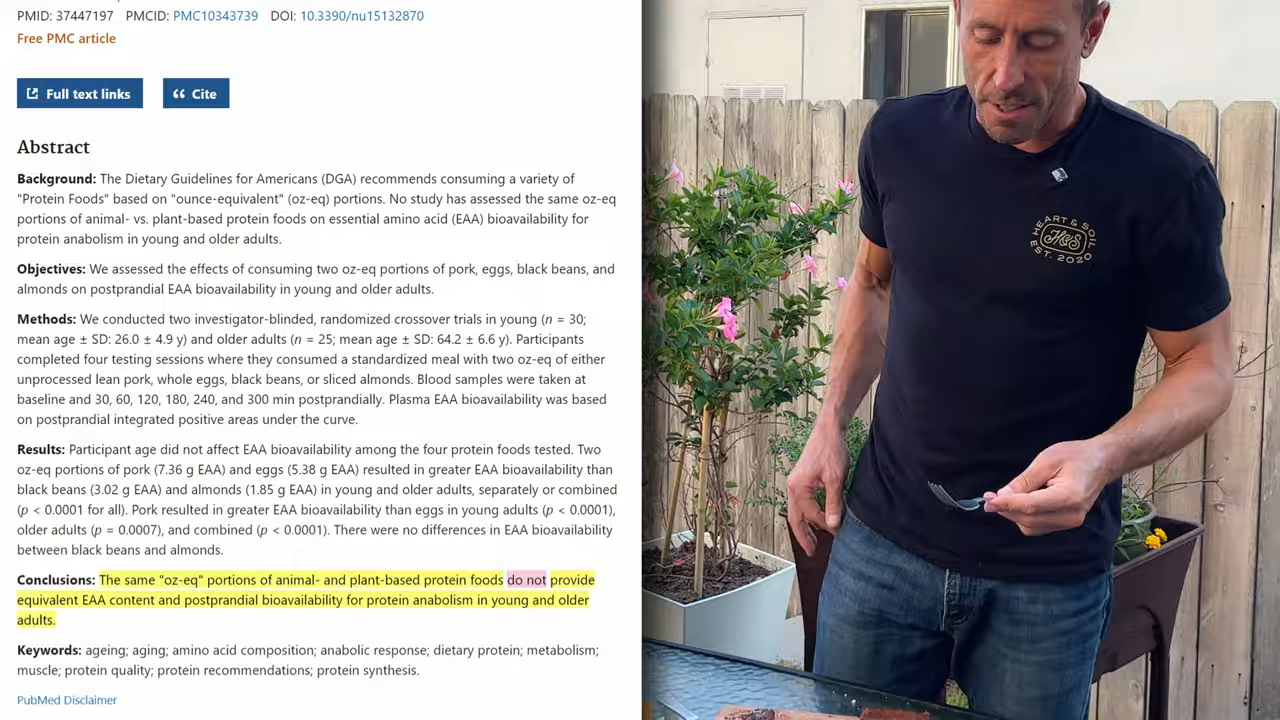 PMID: 37447197 PMCID: PMC10343739 DOI: 10.3390/nu15132870
Free PMC article
Full text links
Cite
Abstract
Background: The Dietary Guidelines for Americans (DGA) recommends consuming a variety of
"Protein Foods" based on "ounce-equivalent" (oz-eq) portions. No study has assessed the same oz-eq
portions of animal- vs. plant-based protein foods on essential amino acid (EAA) bioavailability for
protein anabolism in young and older adults.
Objectives: We assessed the effects of consuming two oz-eq portions of pork, eggs, black beans, and
almonds on postprandial EAA bioavailability in young and older adults.
Methods: We conducted two investigator-blinded, randomized crossover trials in young (n = 30;
mean age ± SD: 26.0 ± 4.9 y) and older adults (n = 25; mean age ± SD: 64.2 ± 6.6 y). Participants
completed four testing sessions where they consumed a standardized meal with two oz-eq of either
unprocessed lean pork, whole eggs, black beans, or sliced almonds. Blood samples were taken at
baseline and 30, 60, 120, 180, 240, and 300 min postprandially. Plasma EAA bioavailability was based
on postprandial integrated positive areas under the curve.
Results: Participant age did not affect EAA bioavailability among the four protein foods tested. Two
oz-eq portions of pork (7.36 g EAA) and eggs (5.38 g EAA) resulted in greater EAA bioavailability than
black beans (3.02 g EAA) and almonds (1.85 g EAA) in young and older adults, separately or combined
(p < 0.0001 for all). Pork resulted in greater EAA bioavailability than eggs in young adults (p < 0.0001),
older adults (p = 0.0007), and combined (p < 0.0001). There were no differences in EAA bioavailability
between black beans and almonds.
Conclusions: The same "oz-eq" portions of animal- and plant-based protein foods do not provide
equivalent EAA content and postprandial bioavailability for protein anabolism in young and older
adults.
Keywords: ageing; aging; amino acid composition; anabolic response; dietary protein; metabolism;
muscle; protein quality; protein recommendations; protein synthesis.
PubMed Disclaimer
HEART & SOIL
H&S
EST. 2020